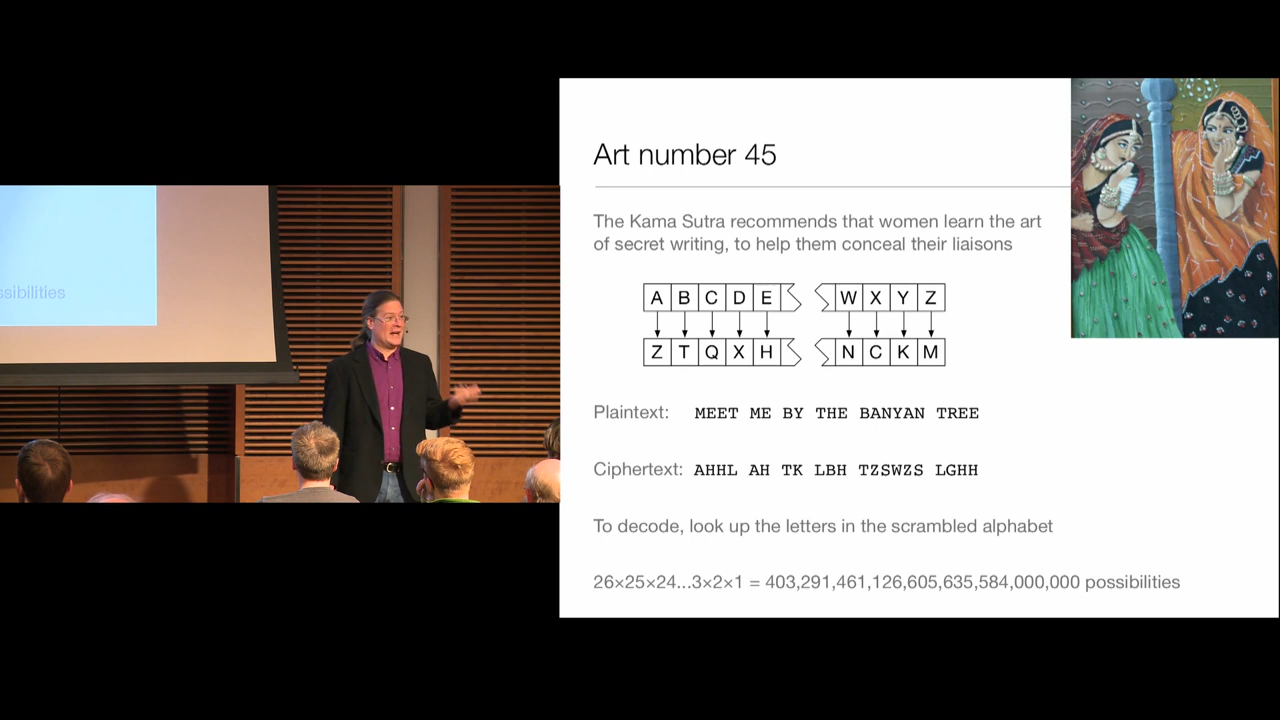 ssibilities
Art number 45
The Kama Sutra recommends that women learn the art
of secret writing, to help them conceal their liaisons
A B C D E W X Y Z
Z T Q X H N C K M
Plaintext: MEET ME BY THE BANYAN TREE
Ciphertext: AHHL AH TK LBH TZSWZS LGHH
To decode, look up the letters in the scrambled alphabet
26×25×24...3×2×1 = 403,291,461,126,605,635,584,000,000 possibilities